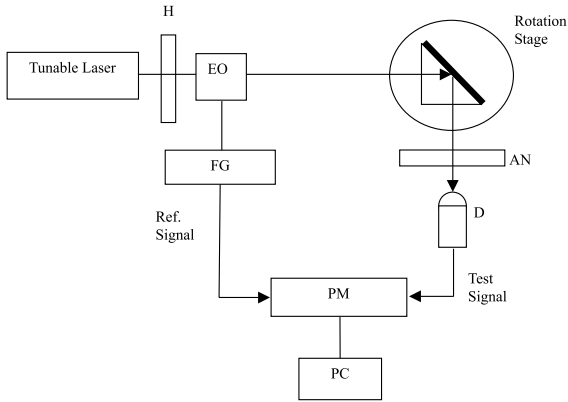 H
Rotation
Stage
Tunable Laser
EO
AN
FG
D
Ref.
Signal
Test
Signal
PM
PC